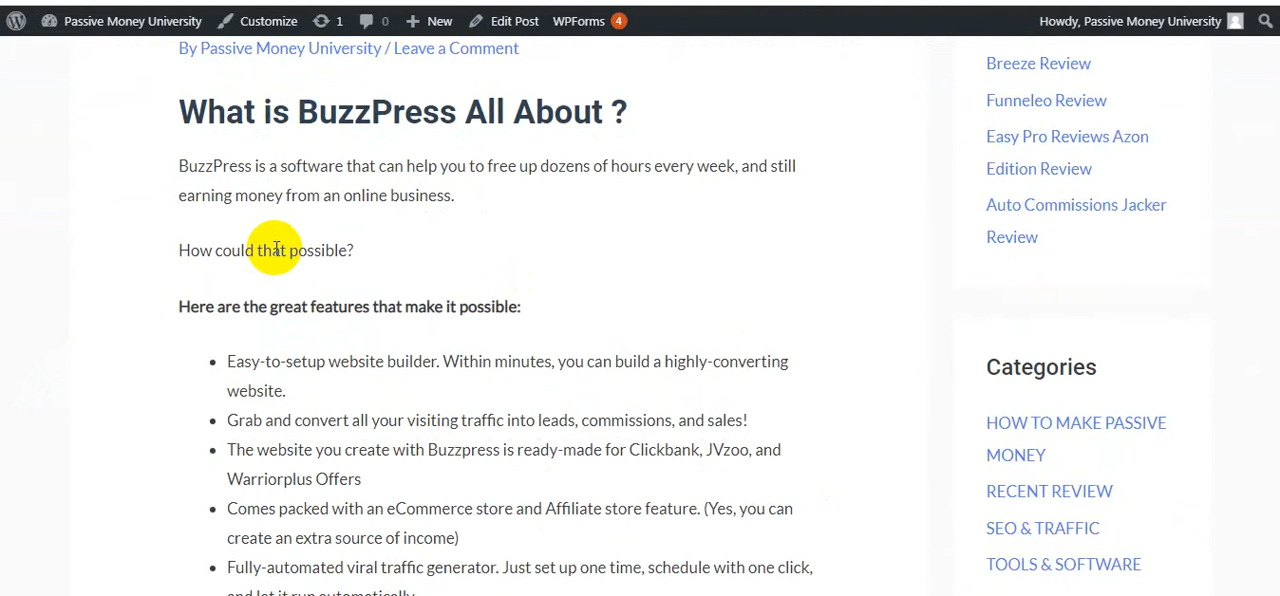 Passive Money University Customize 1 0 New Edit Post WPForms 4 Howdy, Passive Money University
By Passive Money University / Leave a Comment
What is BuzzPress All About ?
BuzzPress is a software that can help you to free up dozens of hours every week, and still
earning money from an online business.
How could that possible?
Here are the great features that make it possible:
Easy-to-setup website builder. Within minutes, you can build a highly-converting
website.
Grab and convert all your visiting traffic into leads, commissions, and sales!
The website you create with Buzzpress is ready-made for Clickbank, JVzoo, and
Warriorplus Offers
Comes packed with an eCommerce store and Affiliate store feature. (Yes, you can
create an extra source of income)
Fully-automated viral traffic generator. Just set up one time, schedule with one click,
and let it run automatically.
Breeze Review
Funneleo Review
Easy Pro Reviews Azon
Edition Review
Auto Commissions Jacker
Review
Categories
HOW TO MAKE PASSIVE
MONEY
RECENT REVIEW
SEO & TRAFFIC
TOOLS & SOFTWARE